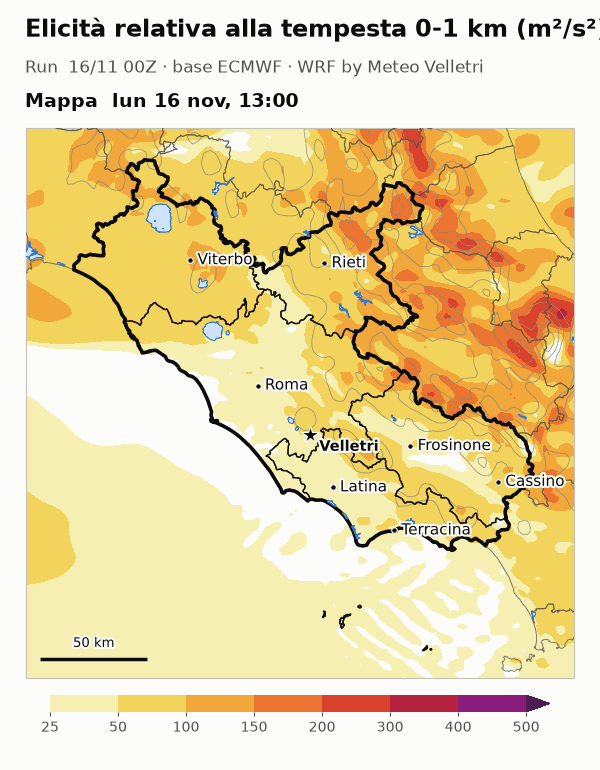 Elicità relativa alla tempesta 0-1 km (m²/s²)
Run 16/11 00Z · base ECMWF · WRF by Meteo Velletri
Mappa lun 16 nov, 13:00
Viterbo
Rieti
Roma
Velletri
Frosinone
Cassino
Latina
Terracina
50 km
25 50 100 150 200 300 400 500